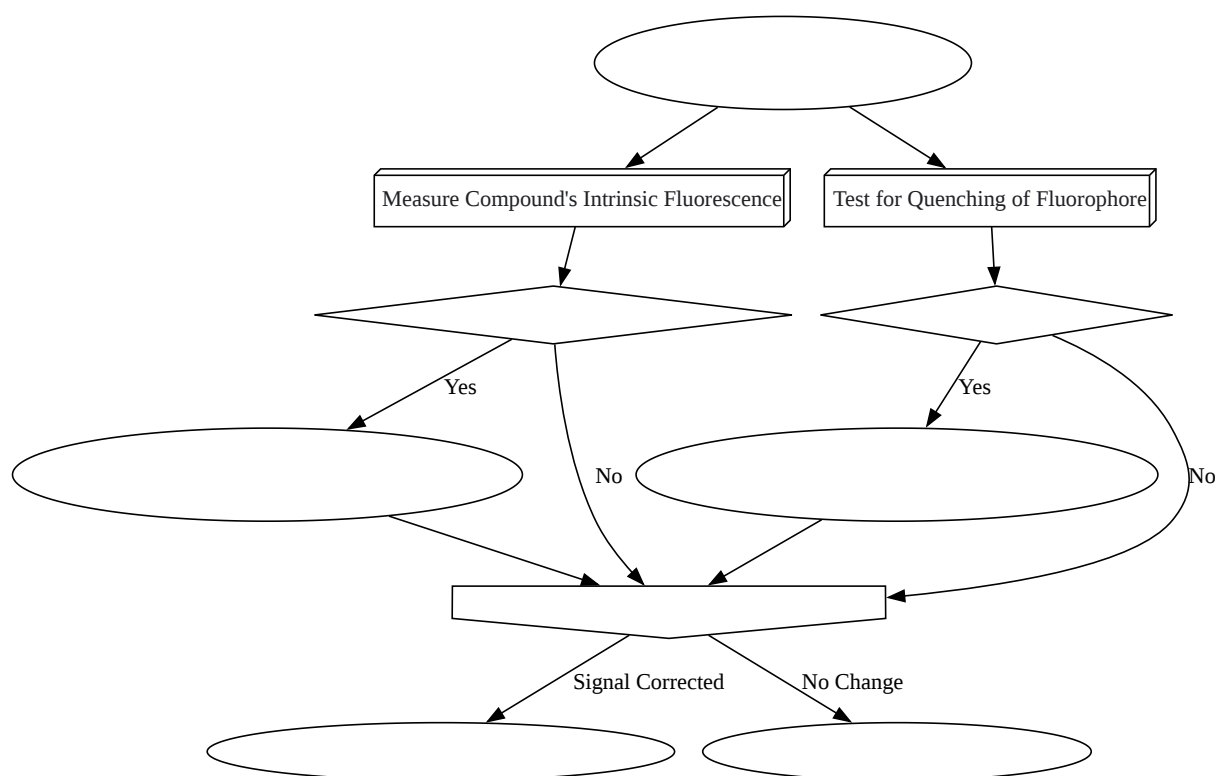 Measure Compound's Intrinsic Fluorescence
Test for Quenching of Fluorophore
Yes
Yes
No
No
Signal Corrected
No Change